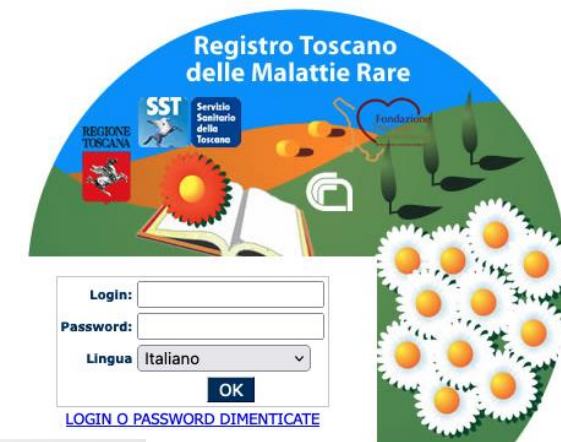 Registro Toscano
delle Malattie Rare
SST
Servizio
Sanitario
della
Toscana
REGIONE
TOSCANA
Fondazione
Login:
Password:
Lingua Italiano
OK
LOGIN O PASSWORD DIMENTICATE